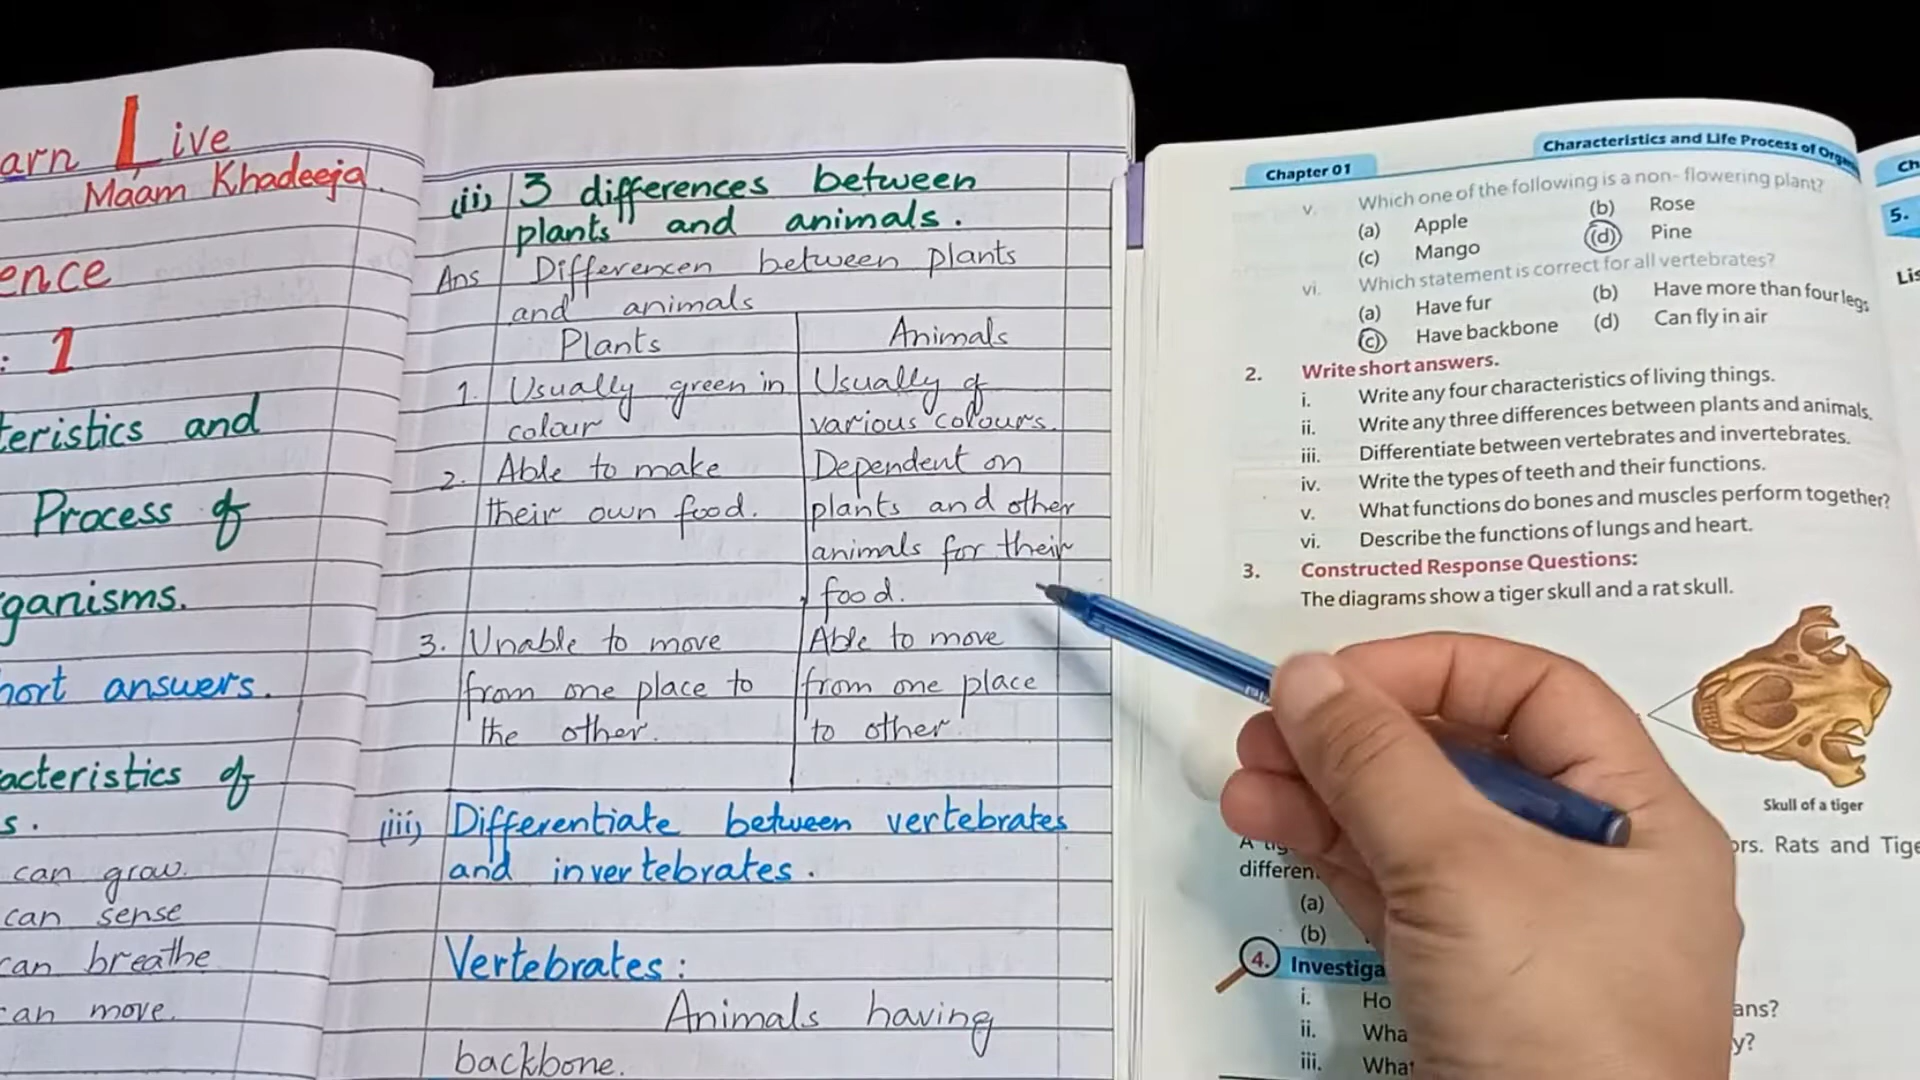 arn Live
Ma'am Khadeeja.
ence
: 1
teristics and
Process of
ganisms.
hort answers.
acteristics of
s.
can grow.
can sense
can breathe
can move.
(ii) 3 differences between
plants and animals.
Ans Differencen between plants
and animals
Plants Animals
1. Usually green in Usually of
colour various colours.
2. Able to make Dependent on
their own food. plants and other
animals for their
food.
3. Unable to move Able to move
from one place to from one place
the other. to other.
(iii) Differentiate between vertebrates
and invertebrates.
Vertebrates:
Animals having
backbone.
Chapter 01
Characteristics and Life Process of Orga
v. Which one of the following is a non- flowering plant?
(a) Apple (b) Rose
(c) Mango (d) Pine
vi. Which statement is correct for all vertebrates?
(a) Have fur (b) Have more than four legs
(c) Have backbone (d) Can fly in air
2. Write short answers.
i. Write any four characteristics of living things.
ii. Write any three differences between plants and animals.
iii. Differentiate between vertebrates and invertebrates.
iv. Write the types of teeth and their functions.
v. What functions do bones and muscles perform together?
vi. Describe the functions of lungs and heart.
3. Constructed Response Questions:
The diagrams show a tiger skull and a rat skull.
Skull of a tiger
ors. Rats and Tige
differen
(a)
(b)
4. Investiga
i. Ho ans?
ii. Wha y?
iii. What
Ch
5.
Lis